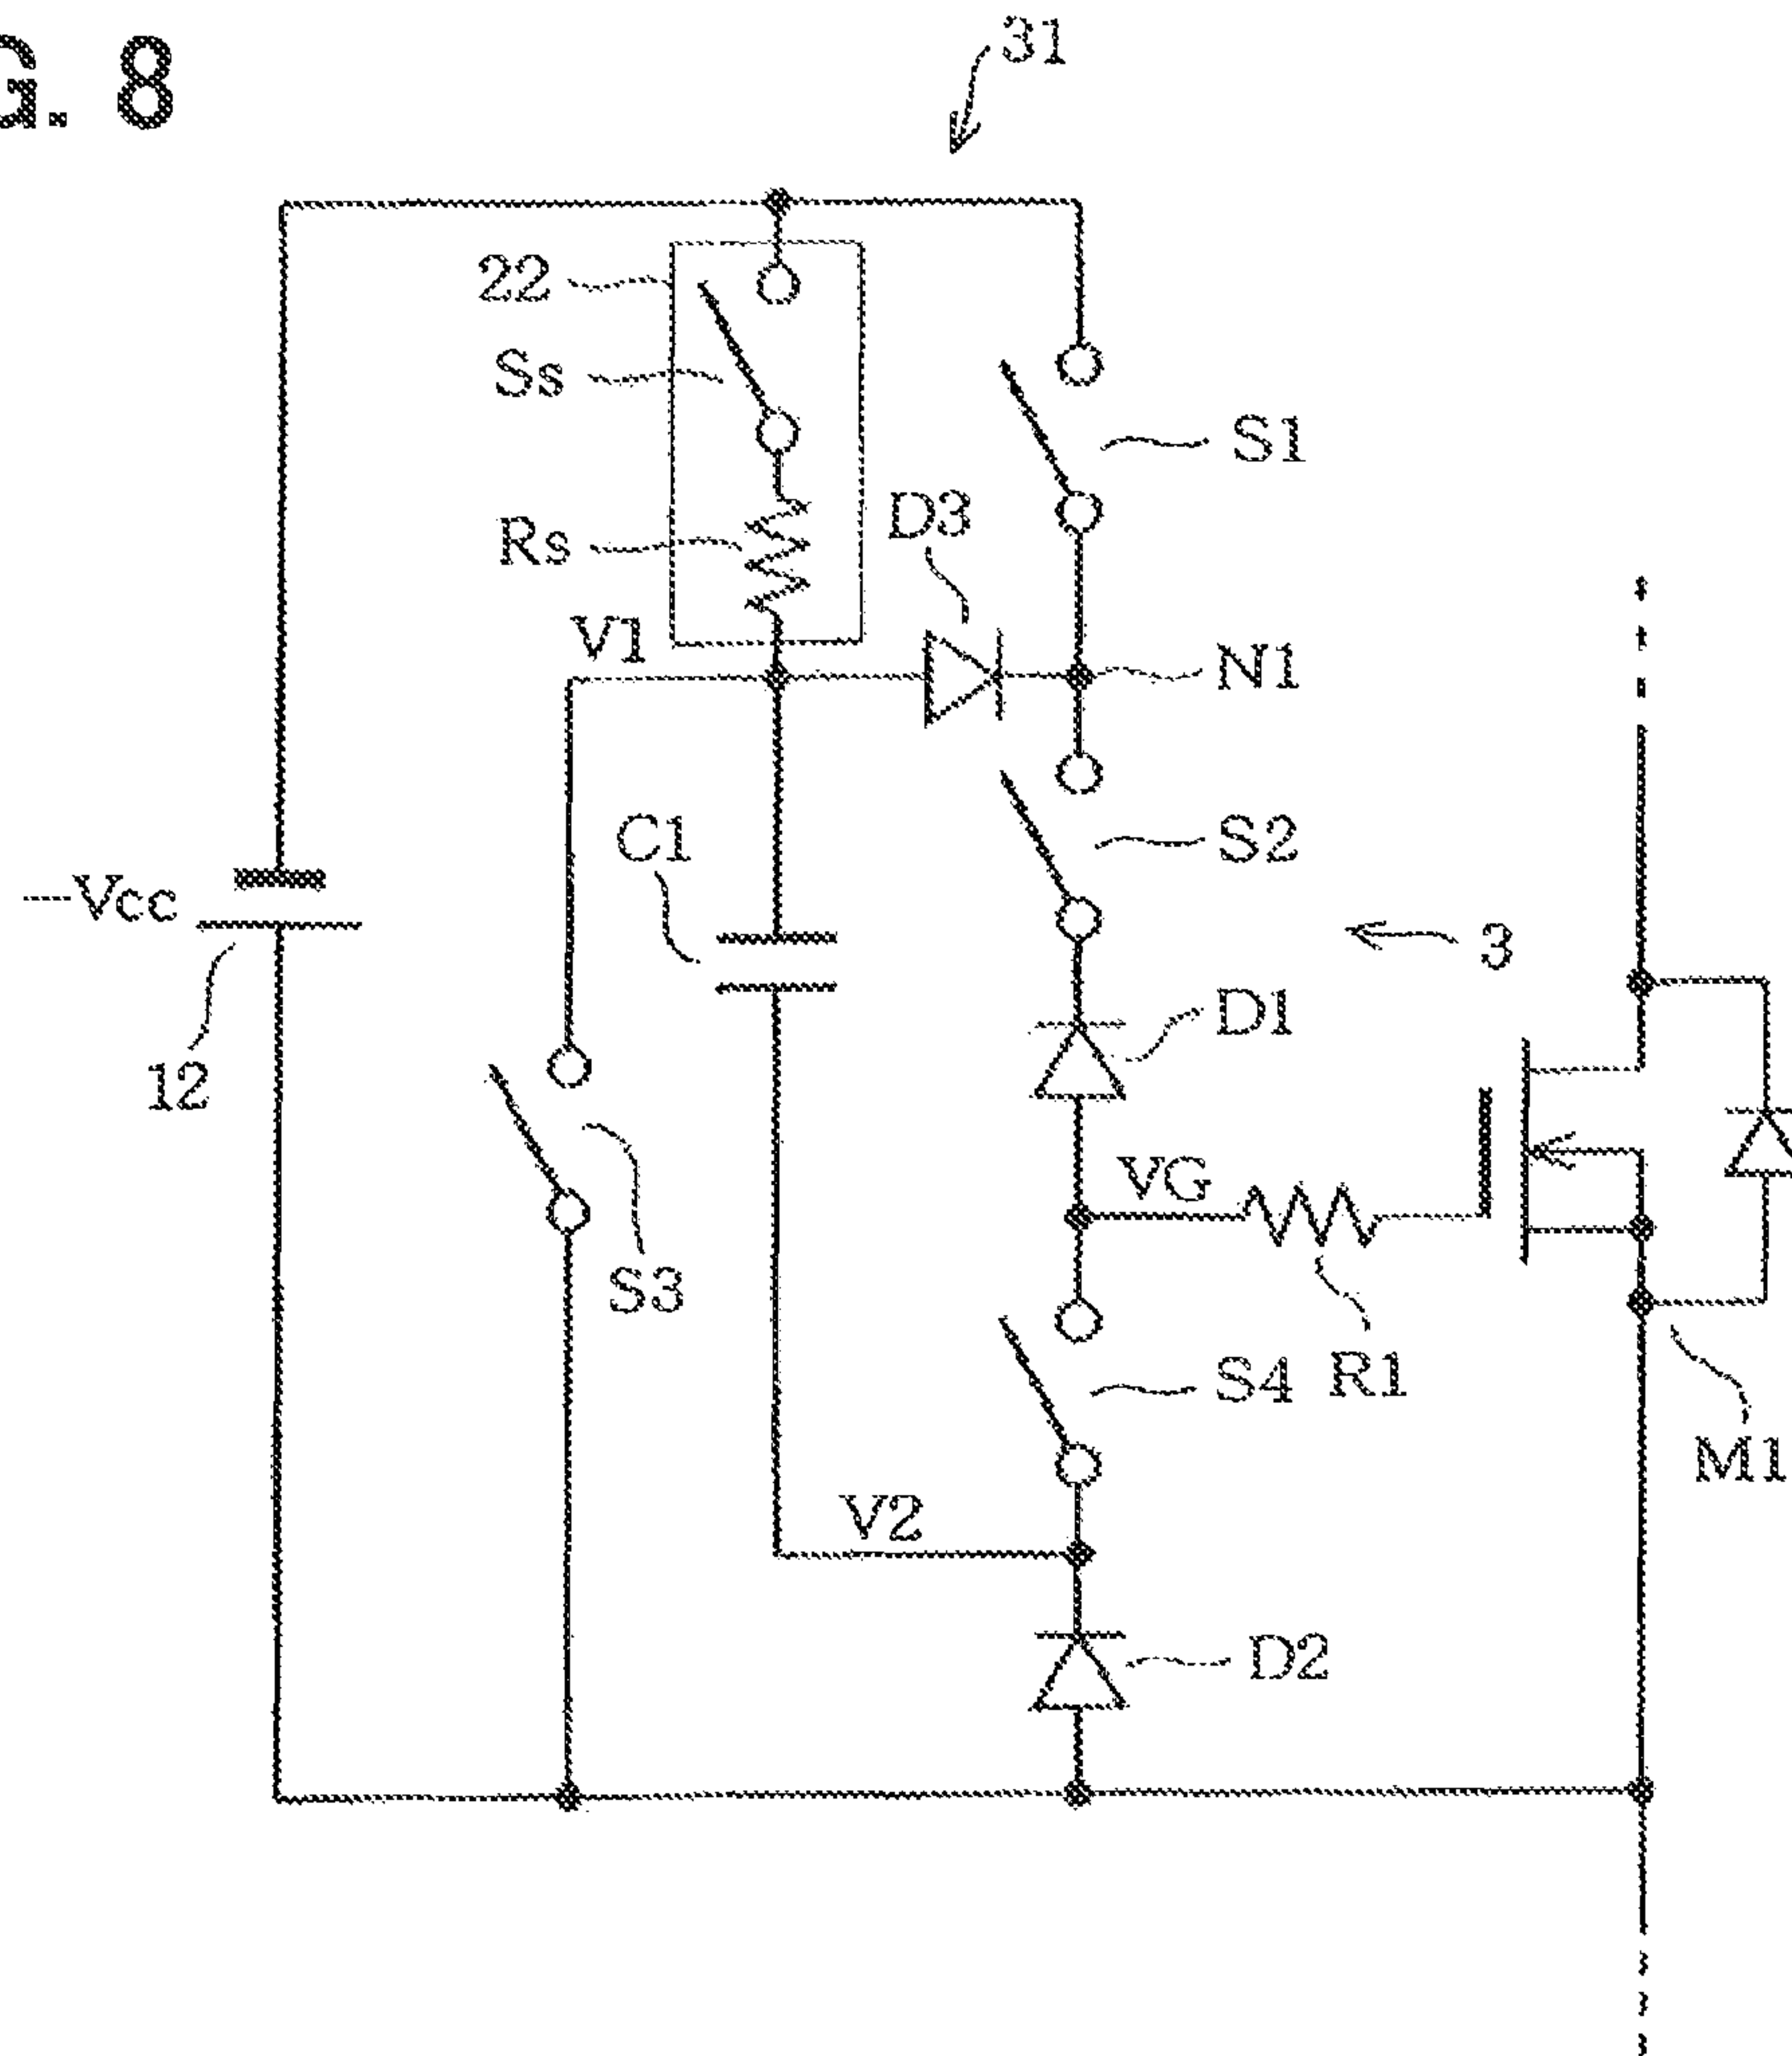 G. 8
31
22
Ss
S1
D3
Rs
V1
N1
C1
S2
-Vcc
3
D1
12
VG
S3
S4
R1
M1
V2
D2